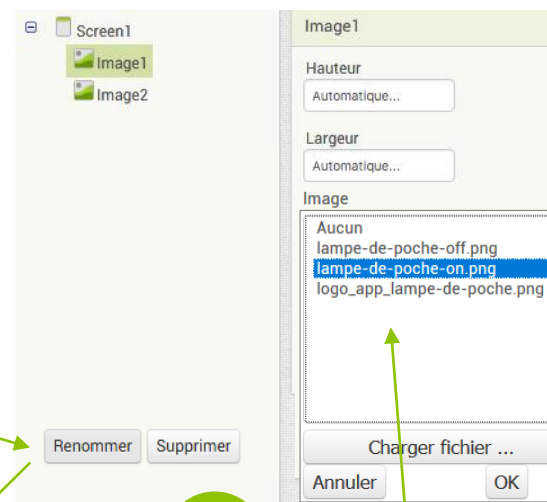 Screen1
Image1
Image2
Renommer
Supprimer
Image1
Hauteur
Automatique...
Largeur
Automatique...
Image
Aucun
lampe-de-poche-off.png
lampe-de-poche-on.png
logo_app_lampe-de-poche.png
Charger fichier ...
Annuler
OK